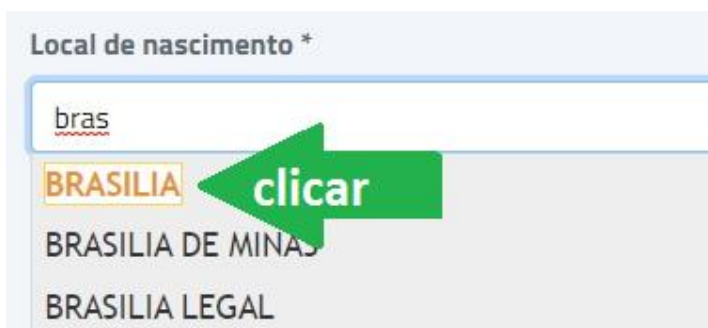 Local de nascimento *
bras
BRASILIA
clicar
BRASILIA DE MINAS
BRASILIA LEGAL